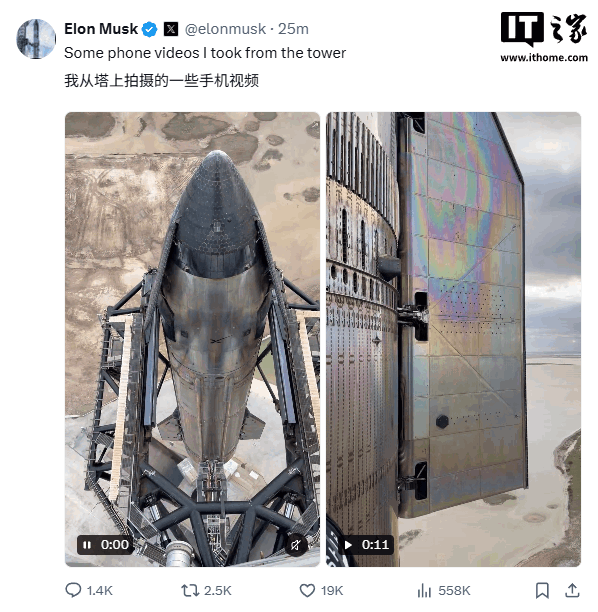 Elon Musk @elonmusk · 25m
IT之家
www.ithome.com
Some phone videos I took from the tower
我从塔上拍摄的一些手机视频
0:00
0:11
1.4K 2.5K 19K 558K